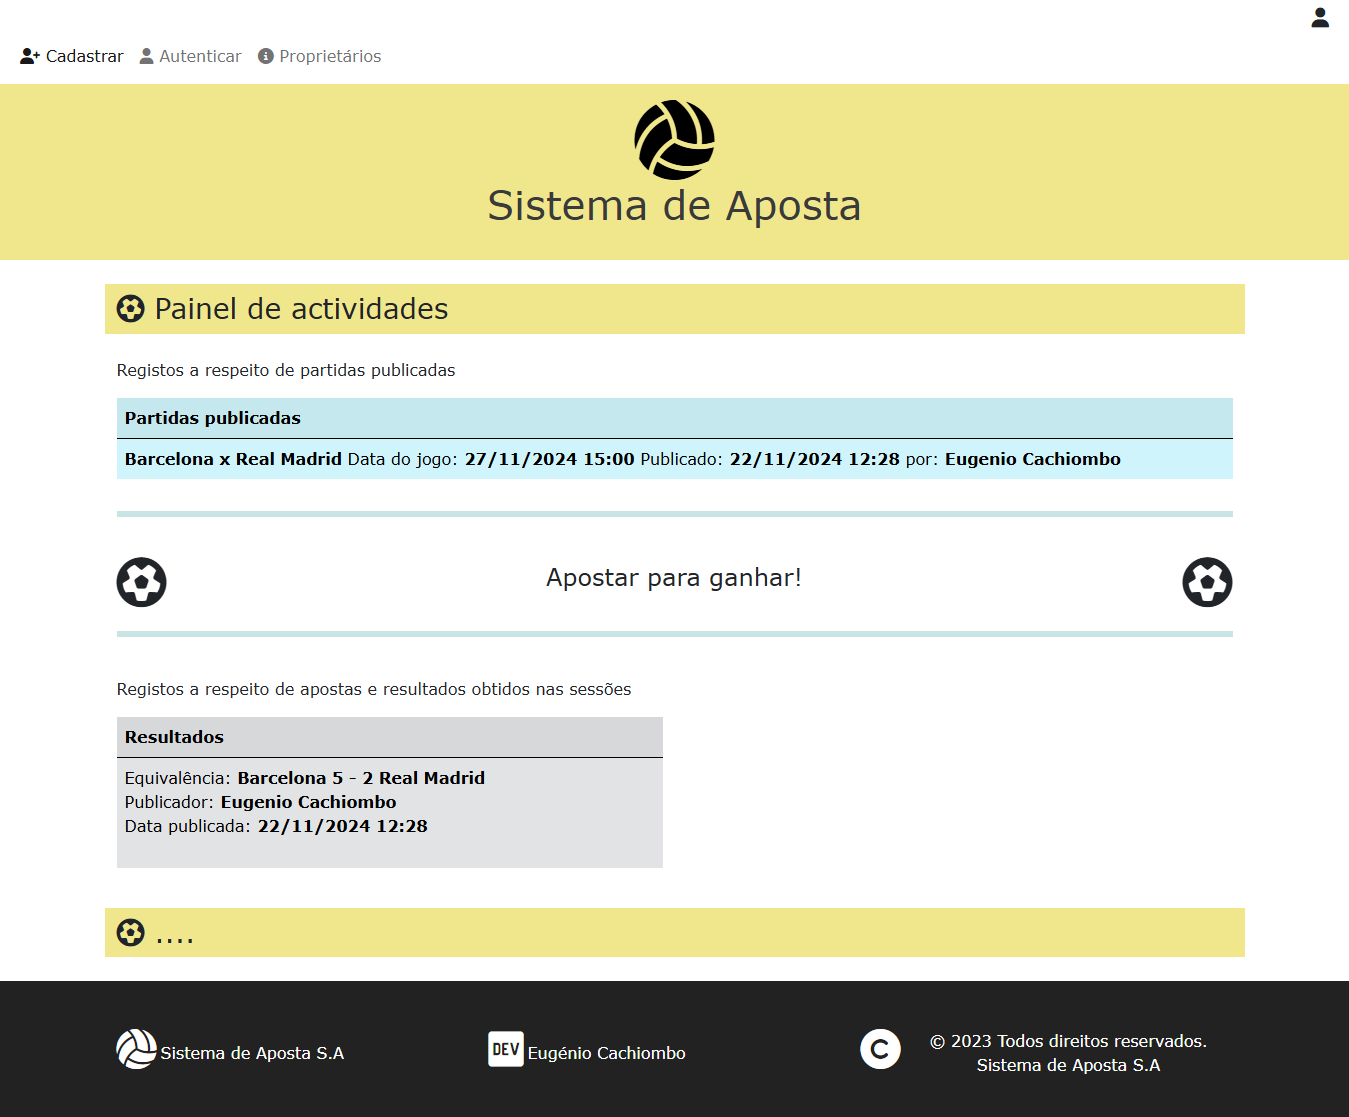 Cadastrar Autenticar Proprietários
Sistema de Aposta
Painel de actividades
Registos a respeito de partidas publicadas
Partidas publicadas
Barcelona x Real Madrid Data do jogo: 27/11/2024 15:00 Publicado: 22/11/2024 12:28 por: Eugenio Cachiombo
Apostar para ganhar!
Registos a respeito de apostas e resultados obtidos nas sessões
Resultados
Equivalência: Barcelona 5 - 2 Real Madrid
Publicador: Eugenio Cachiombo
Data publicada: 22/11/2024 12:28
....
Sistema de Aposta S.A
DEV Eugénio Cachiombo
C
© 2023 Todos direitos reservados.
Sistema de Aposta S.A